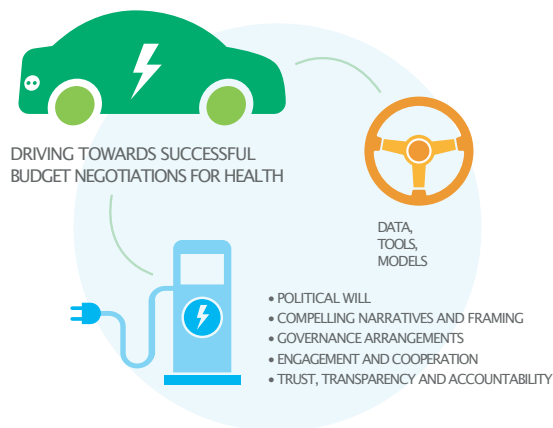 DRIVING TOWARDS SUCCESSFUL
BUDGET NEGOTIATIONS FOR HEALTH
DATA,
TOOLS,
MODELS
• POLITICAL WILL
• COMPELLING NARRATIVES AND FRAMING
• GOVERNANCE ARRANGEMENTS
• ENGAGEMENT AND COOPERATION
• TRUST, TRANSPARENCY AND ACCOUNTABILITY